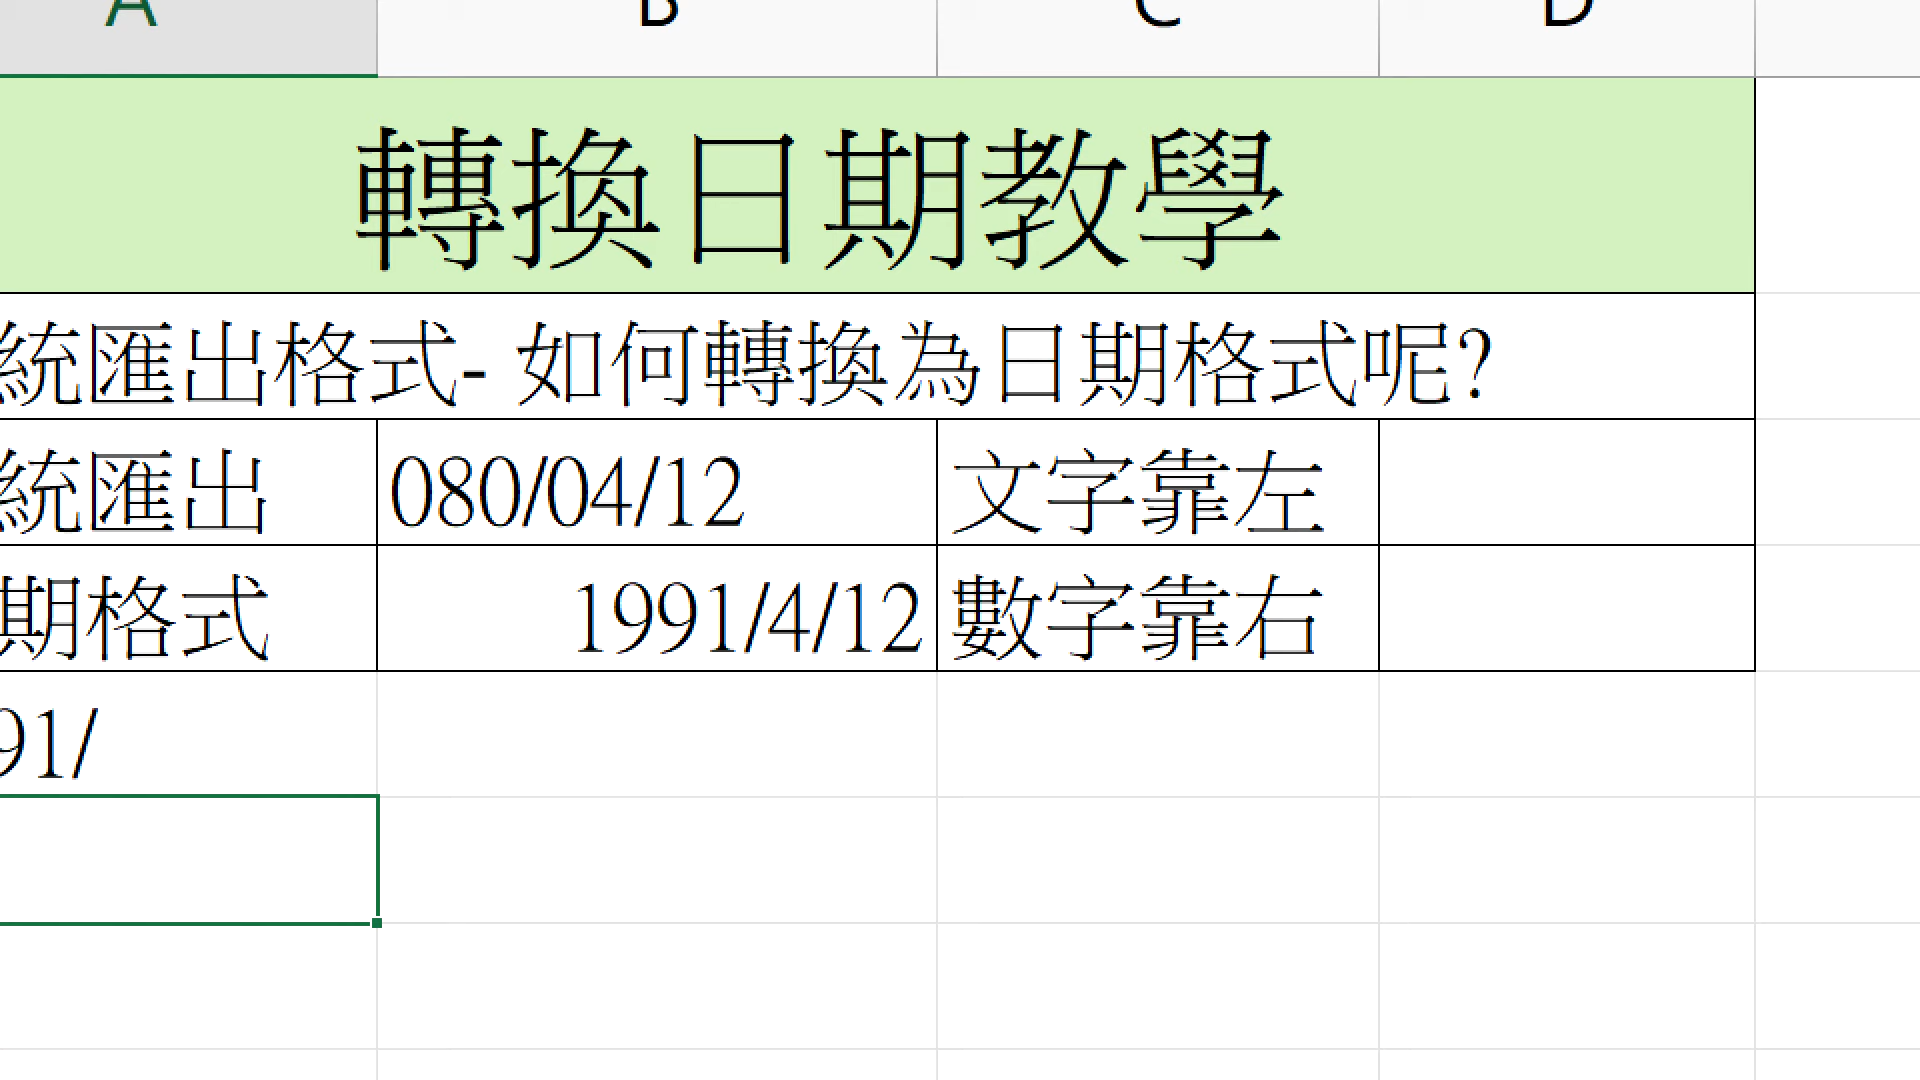 A B C D
轉換日期教學
統匯出格式- 如何轉換為日期格式呢?
統匯出 080/04/12 文字靠左
期格式 1991/4/12 數字靠右
91/